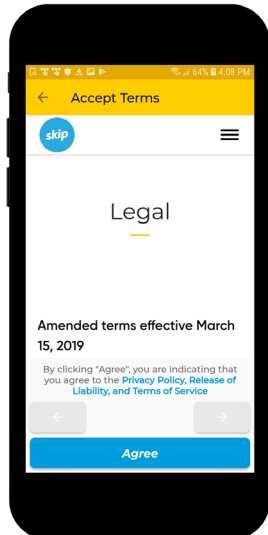 64% 4:08 PM
Accept Terms
skip
Legal
Amended terms effective March
15, 2019
By clicking "Agree", you are indicating that
you agree to the Privacy Policy, Release of
Liability, and Terms of Service
Agree